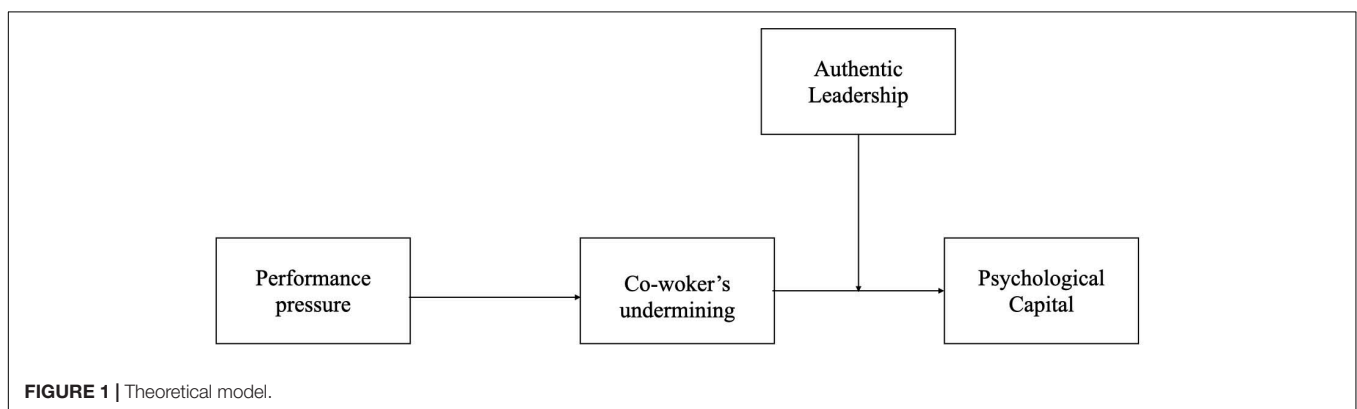 Authentic
Leadership
Performance
pressure
Co-woker's
undermining
Psychological
Capital
FIGURE 1 | Theoretical model.